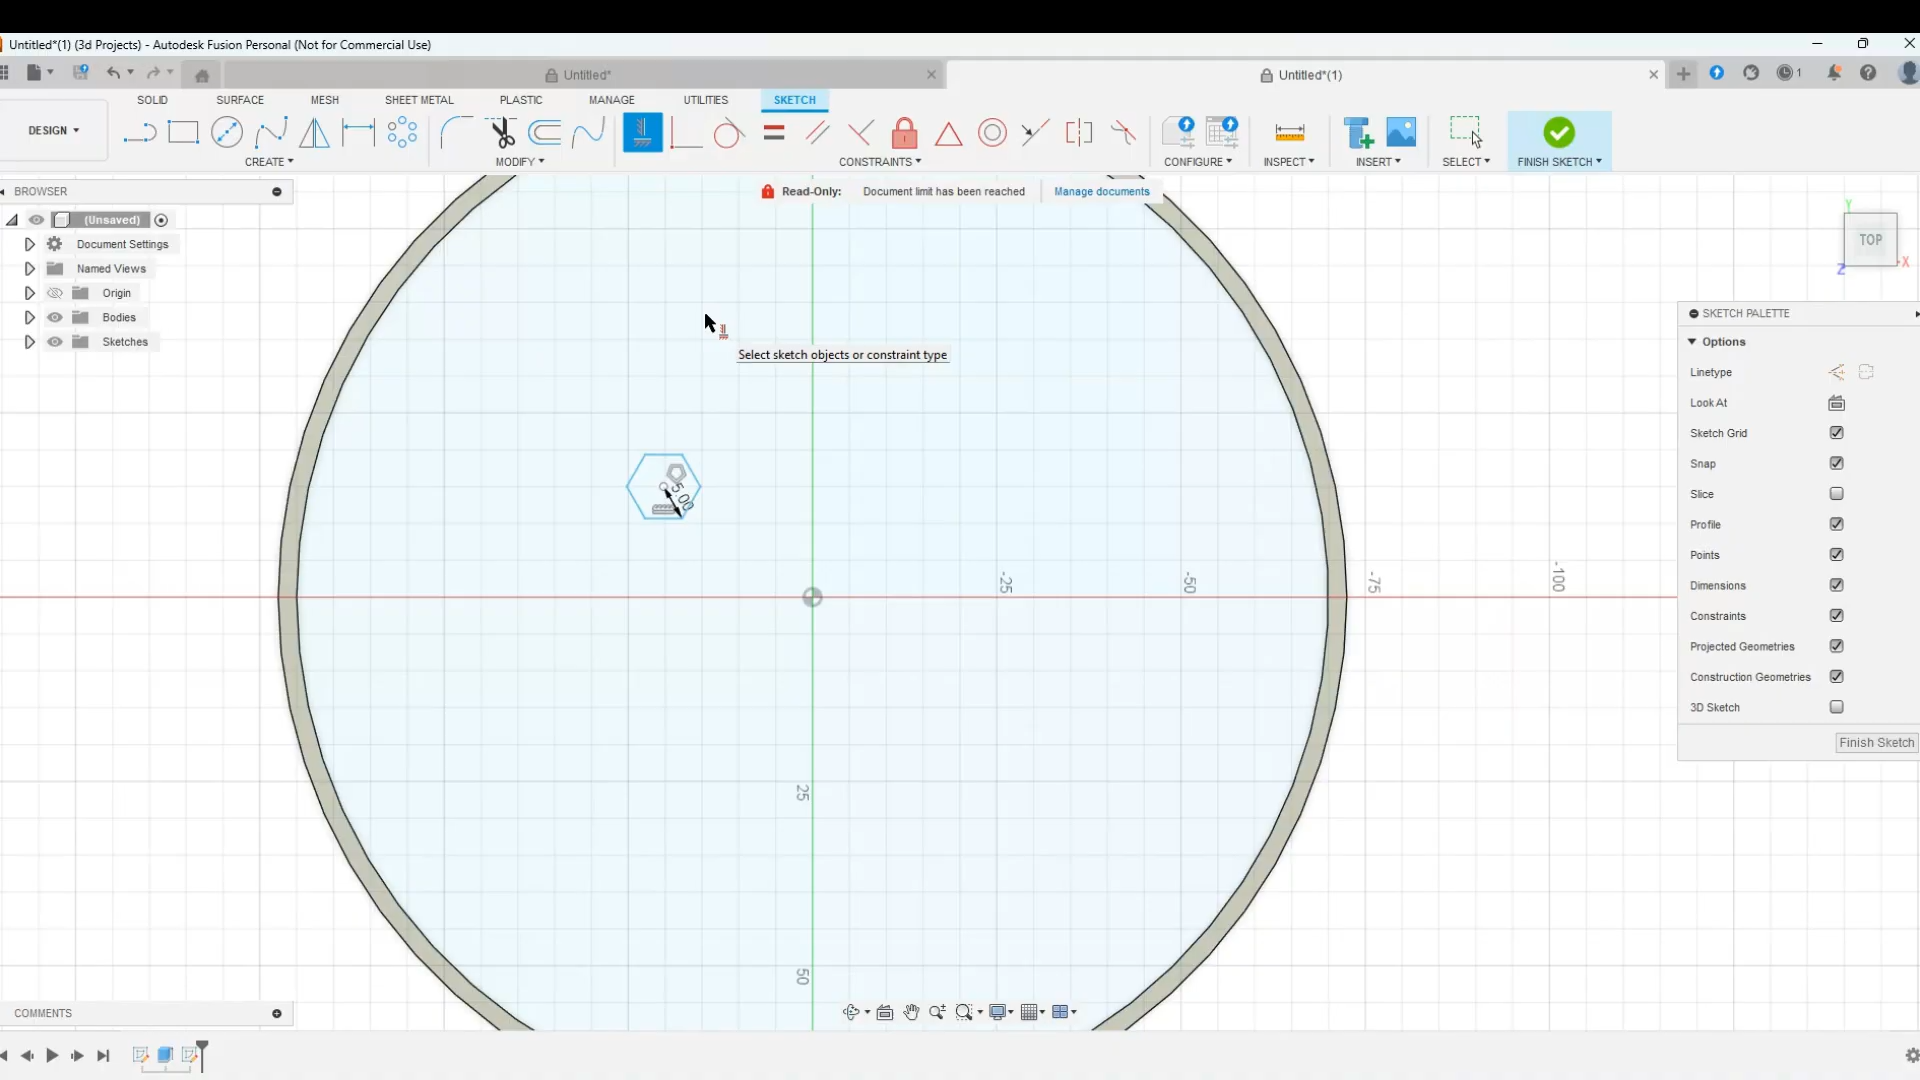 Untitled*(1) (3d Projects) - Autodesk Fusion Personal (Not for Commercial Use)
Untitled*
Untitled*(1)
1
SOLID
SURFACE
MESH
SHEET METAL
PLASTIC
MANAGE
UTILITIES
SKETCH
DESIGN
CREATE
MODIFY
CONSTRAINTS
CONFIGURE
INSPECT
INSERT
SELECT
FINISH SKETCH
BROWSER
Read-Only: Document limit has been reached Manage documents
(Unsaved)
Document Settings
Named Views
Origin
Bodies
Sketches
Y
TOP
Z
X
Select sketch objects or constraint type
5.00
-25
-50
-75
-100
25
50
SKETCH PALETTE
Options
Linetype
Look At
Sketch Grid
Snap
Slice
Profile
Points
Dimensions
Constraints
Projected Geometries
Construction Geometries
3D Sketch
Finish Sketch
COMMENTS